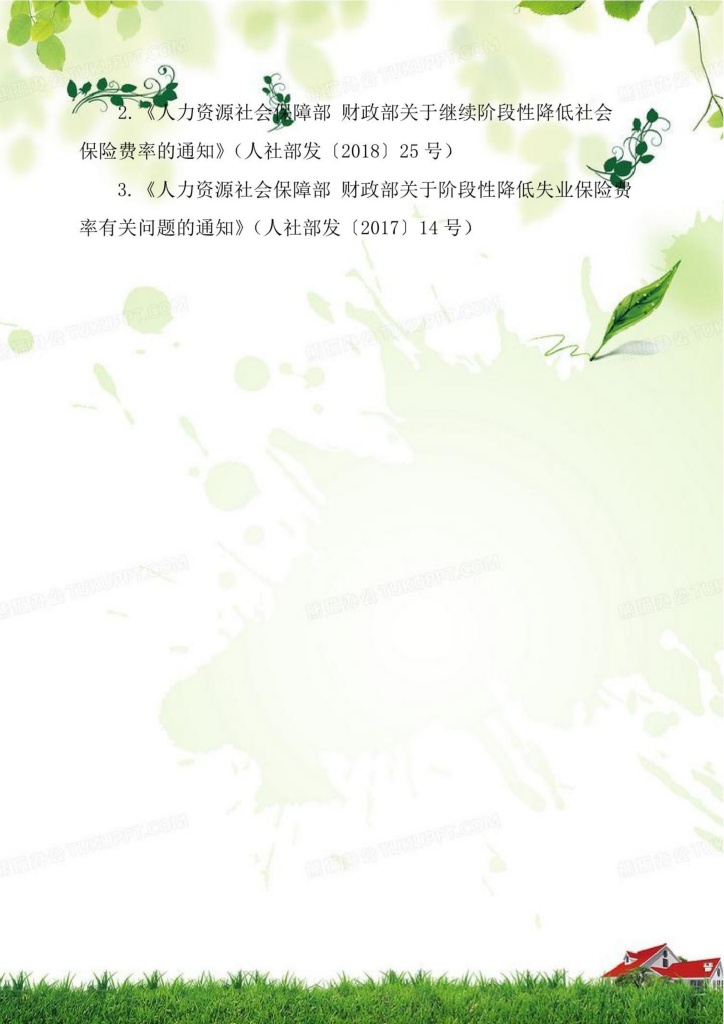 2.《人力资源社会保障部 财政部关于继续阶段性降低社会
保险费率的通知》（人社部发〔2018〕25 号）
3.《人力资源社会保障部 财政部关于阶段性降低失业保险费
率有关问题的通知》（人社部发〔2017〕14 号）